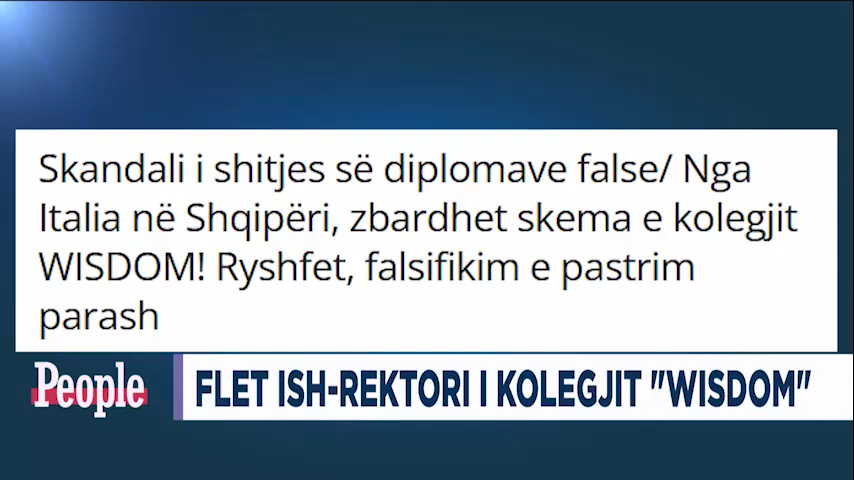 Skandali i shitjes së diplomave false/ Nga
Italia në Shqipëri, zbardhet skema e kolegjit
WISDOM! Ryshfet, falsifikim e pastrim
parash
People
FLET ISH-REKTORI I KOLEGJIT "WISDOM"